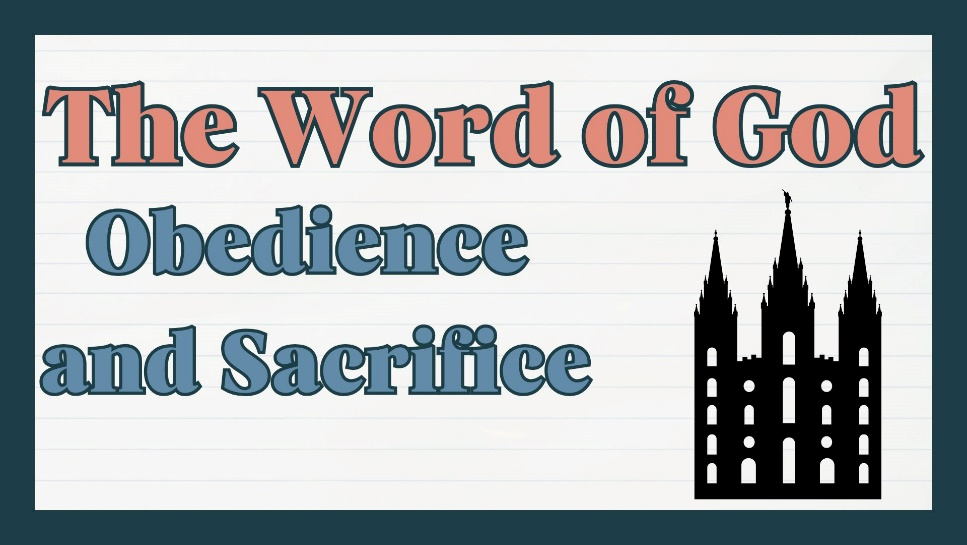 The Word of God
Obedience
and Sacrifice